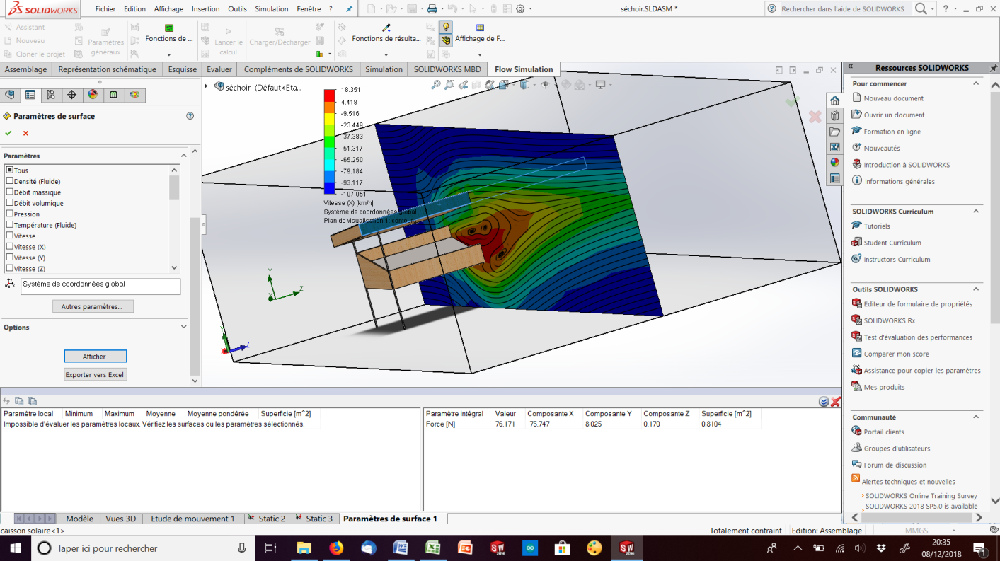 SOLIDWORKS Fichier Edition Affichage Insertion Outils Simulation Fenêtre ? séchoir.SLDASM * Rechercher dans l'aide de SOLIDWORKS ?
Assistant
Nouveau
Cloner le projet
Paramètres généraux
Fonctions de ...
Lancer le calcul
Charger/Décharger
Fonctions de résulta...
Affichage de F...
Assemblage Représentation schématique Esquisse Evaluer Compléments de SOLIDWORKS Simulation SOLIDWORKS MBD Flow Simulation
Paramètres de surface
Paramètres
Tous
Densité (Fluide)
Débit massique
Débit volumique
Pression
Température (Fluide)
Vitesse
Vitesse (X)
Vitesse (Y)
Vitesse (Z)
Système de coordonnées global
Autres paramètres...
Options
Afficher
Exporter vers Excel
séchoir (Défaut<Eta...
18.351
4.418
-9.516
-23.449
-37.383
-51.317
-65.250
-79.184
-93.117
-107.051
Vitesse (X) [km/h]
Système de coordonnées global
Plan de visualisation 1: contours
Y
Z
Y
Z
Ressources SOLIDWORKS
Pour commencer
Nouveau document
Ouvrir un document
Formation en ligne
Nouveautés
Introduction à SOLIDWORKS
Informations générales
SOLIDWORKS Curriculum
Tutoriels
Student Curriculum
Instructors Curriculum
Outils SOLIDWORKS
Editeur de formulaire de propriétés
SOLIDWORKS Rx
Test d'évaluation des performances
Comparer mon score
Assistance pour copier les paramètres
Mes produits
Communauté
Portail clients
Groupes d'utilisateurs
Forum de discussion
Alertes techniques et nouvelles
SOLIDWORKS Online Training Survey
SOLIDWORKS 2018 SP5.0 is available
Paramètre local Minimum Maximum Moyenne Moyenne pondérée Superficie [m^2]
Impossible d'évaluer les paramètres locaux. Vérifiez les surfaces ou les paramètres sélectionnés.
Paramètre intégral Valeur Composante X Composante Y Composante Z Superficie [m^2]
Force [N] 76.171 -75.747 8.025 0.170 0.8104
Modèle Vues 3D Etude de mouvement 1 Static 2 Static 3 Paramètres de surface 1
caisson solaire<1> Totalement contraint Edition: Assemblage MMGS
Taper ici pour rechercher
20:35
08/12/2018